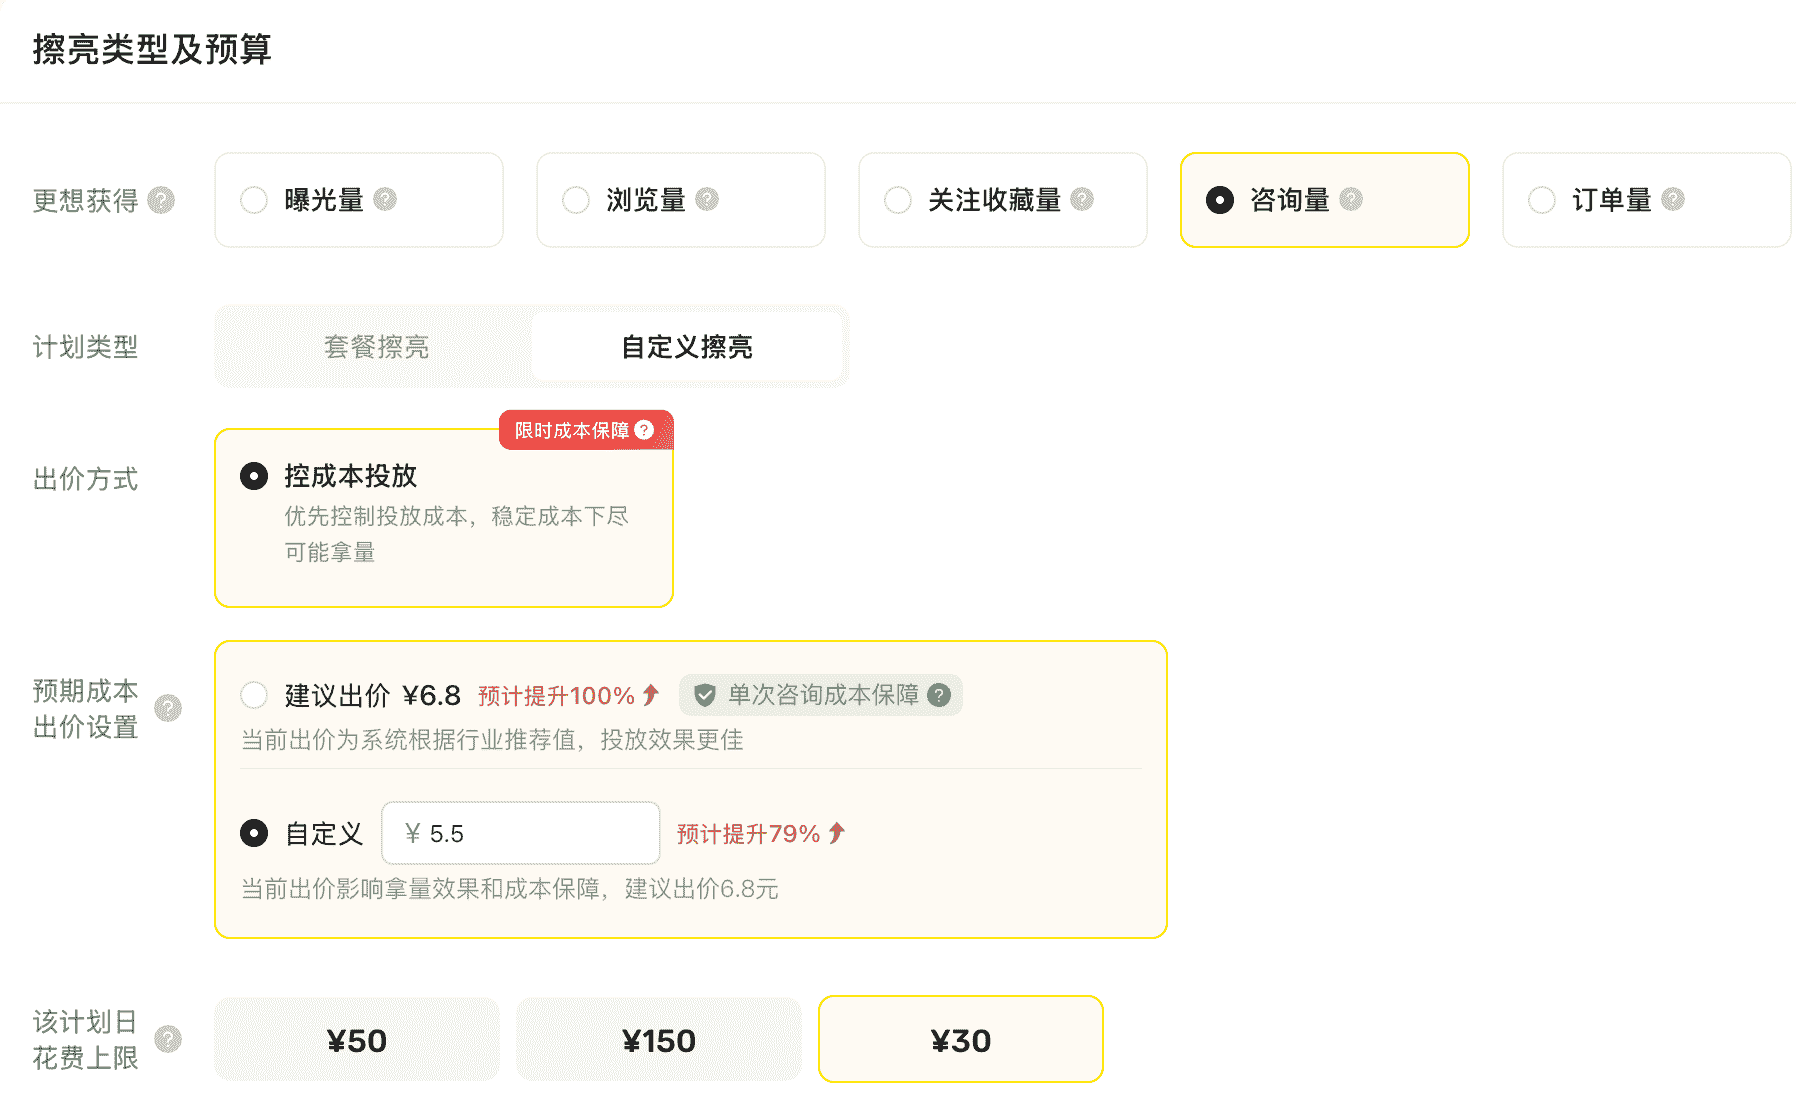 擦亮类型及预算
更想获得 ?
曝光量 ?
浏览量 ?
关注收藏量 ?
咨询量 ?
订单量 ?
计划类型
套餐擦亮
自定义擦亮
出价方式
限时成本保障 ?
控成本投放
优先控制投放成本，稳定成本下尽
可能拿量
预期成本
出价设置 ?
建议出价 ¥6.8 预计提升100% 单次咨询成本保障 ?
当前出价为系统根据行业推荐值，投放效果更佳
自定义 ¥ 5.5 预计提升79%
当前出价影响拿量效果和成本保障，建议出价6.8元
该计划日
花费上限 ?
¥50
¥150
¥30